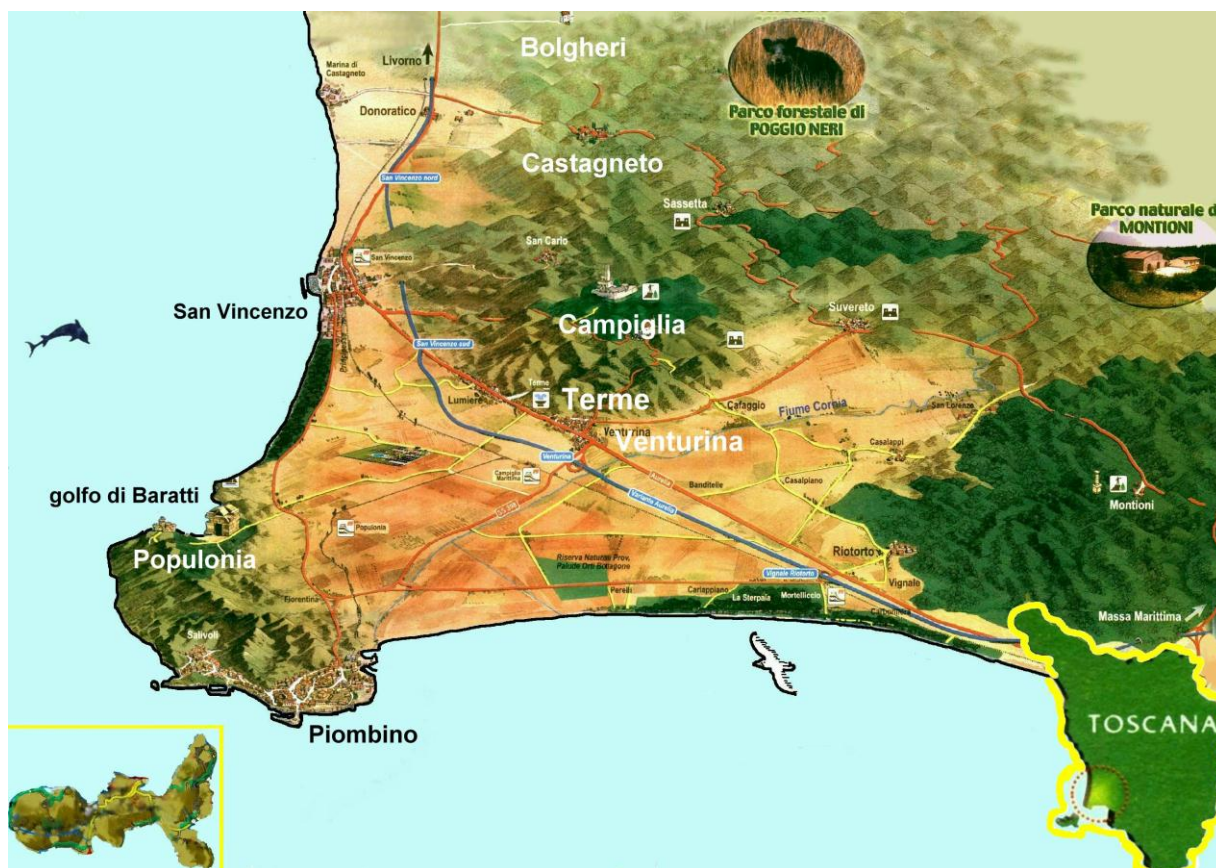 Bolgheri
Livorno
Marina di
Castagneto
Donoratico
Parco forestale di
POGGIO NERI
Castagneto
San Vincenzo nord
Sassetta
Parco naturale d
MONTIONI
San Carlo
San Vincenzo
San Vincenzo
Campiglia
Suvereto
San Vincenzo sud
Terme
Lumiere
Terme
Cafaggio
Fiume Cornia
San Lorenzo
Venturina
Venturina
Casalappi
Venturina
Campiglia
Marittima
Aurelia
Banditelle
Casalpiano
golfo di Baratti
Variante Aurelia
Montioni
SS 398
Populonia
Populonia
Riotorto
Riserva Naturale Prov.
Palude Orti Bottagone
Vignale Riotorto
Vignale
Fiorentina
Perelli
Carlappiano
La Sterpaia
Mortelliccio
Massa Marittima
Salivoli
TOSCANA
Piombino